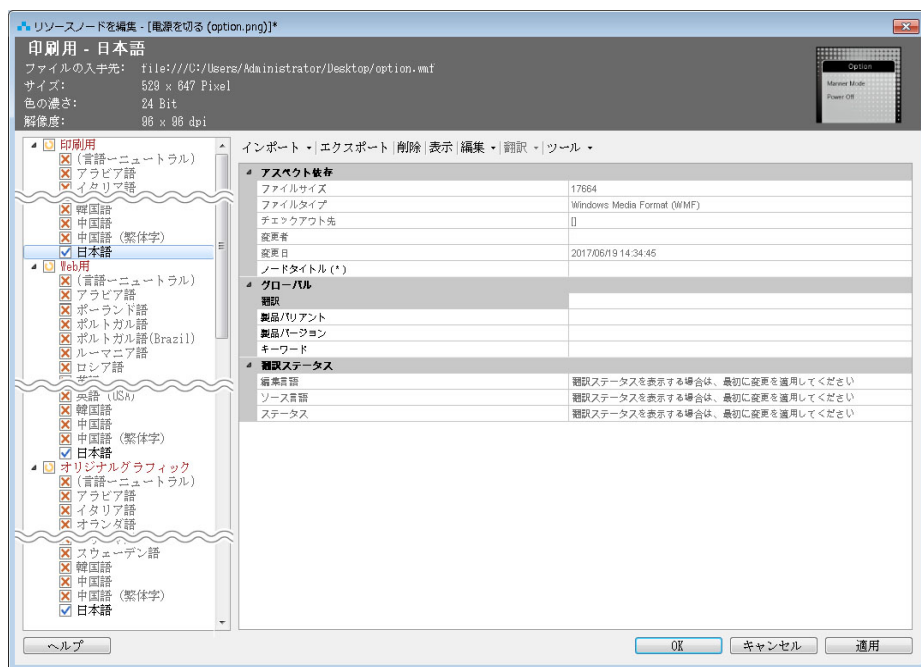 リソースノードを編集 - [電源を切る (option.png)]*
印刷用 - 日本語
ファイルの入手先: file:///C:/Users/Administrator/Desktop/option.wmf
サイズ: 529 x 647 Pixel
色の濃さ: 24 Bit
解像度: 96 x 96 dpi
Option
Manner Mode
Power Off
インポート エクスポート 削除 表示 編集 翻訳 ツール
印刷用
(言語ーニュートラル)
アラビア語
イタリア語
韓国語
中国語
中国語 (繁体字)
日本語
Web用
(言語ーニュートラル)
アラビア語
ポーランド語
ポルトガル語
ポルトガル語(Brazil)
ルーマニア語
ロシア語
英語 (USA)
韓国語
中国語
中国語 (繁体字)
日本語
オリジナルグラフィック
(言語ーニュートラル)
アラビア語
イタリア語
オランダ語
スウェーデン語
韓国語
中国語
中国語 (繁体字)
日本語
アスペクト依存
ファイルサイズ 17664
ファイルタイプ Windows Media Format (WMF)
チェックアウト先 []
変更者
変更日 2017/06/19 14:34:45
ノードタイトル (*)
グローバル
翻訳
製品バリアント
製品バージョン
キーワード
翻訳ステータス
編集言語 翻訳ステータスを表示する場合は、最初に変更を適用してください
ソース言語 翻訳ステータスを表示する場合は、最初に変更を適用してください
ステータス 翻訳ステータスを表示する場合は、最初に変更を適用してください
ヘルプ OK キャンセル 適用